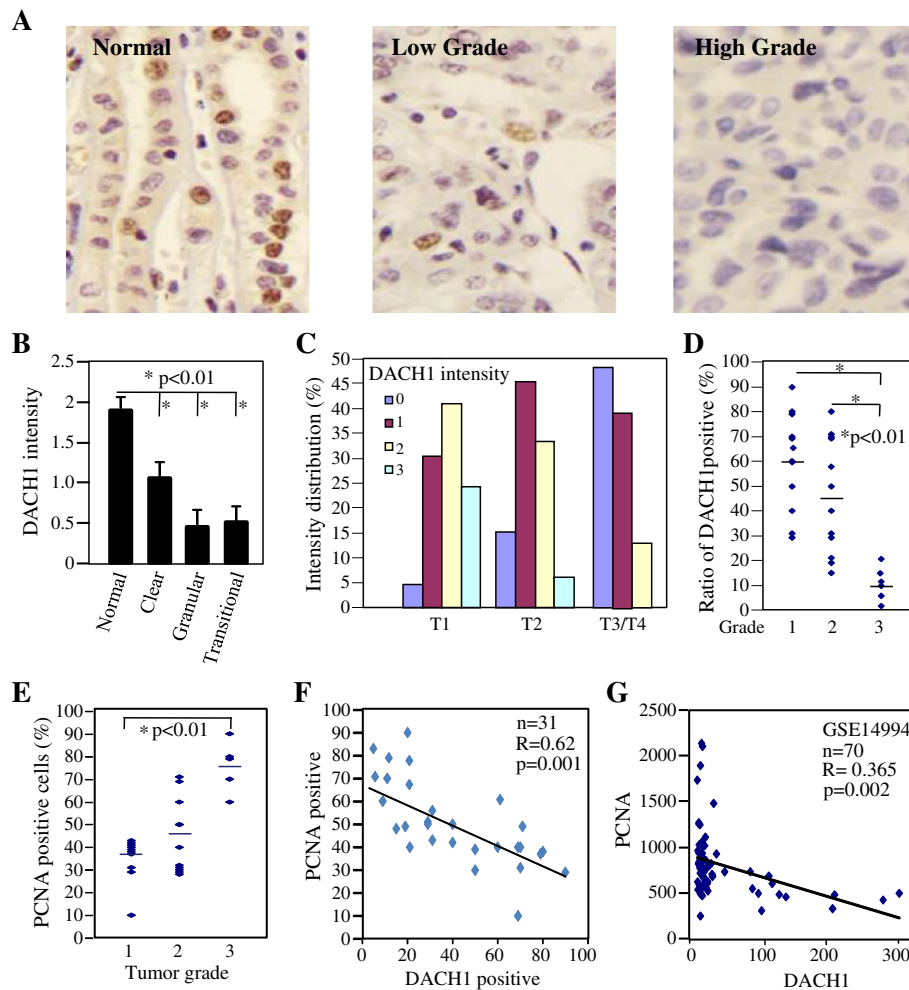 A
Normal
Low Grade
High Grade
B
DACH1 intensity
2.5
2
1.5
1.0
0.5
0
* p<0.01
*
*
*
Normal
Clear
Granular
Transitional
C
Intensity distribution (%)
50
45
40
35
30
25
20
15
10
5
0
DACH1 intensity
0
1
2
3
T1
T2
T3/T4
D
Ratio of DACH1positive (%)
100
90
80
70
60
50
40
30
20
10
0
*
*
*p<0.01
Grade 1 2 3
E
PCNA positive cells (%)
100
90
80
70
60
50
40
30
20
10
0
* p<0.01
1 2 3
Tumor grade
F
PCNA positive
100
90
80
70
60
50
40
30
20
10
0
n=31
R=0.62
p=0.001
0 20 40 60 80 100
DACH1 positive
G
PCNA
2500
2000
1500
1000
500
0
GSE14994
n=70
R= 0.365
p=0.002
0 100 200 300
DACH1